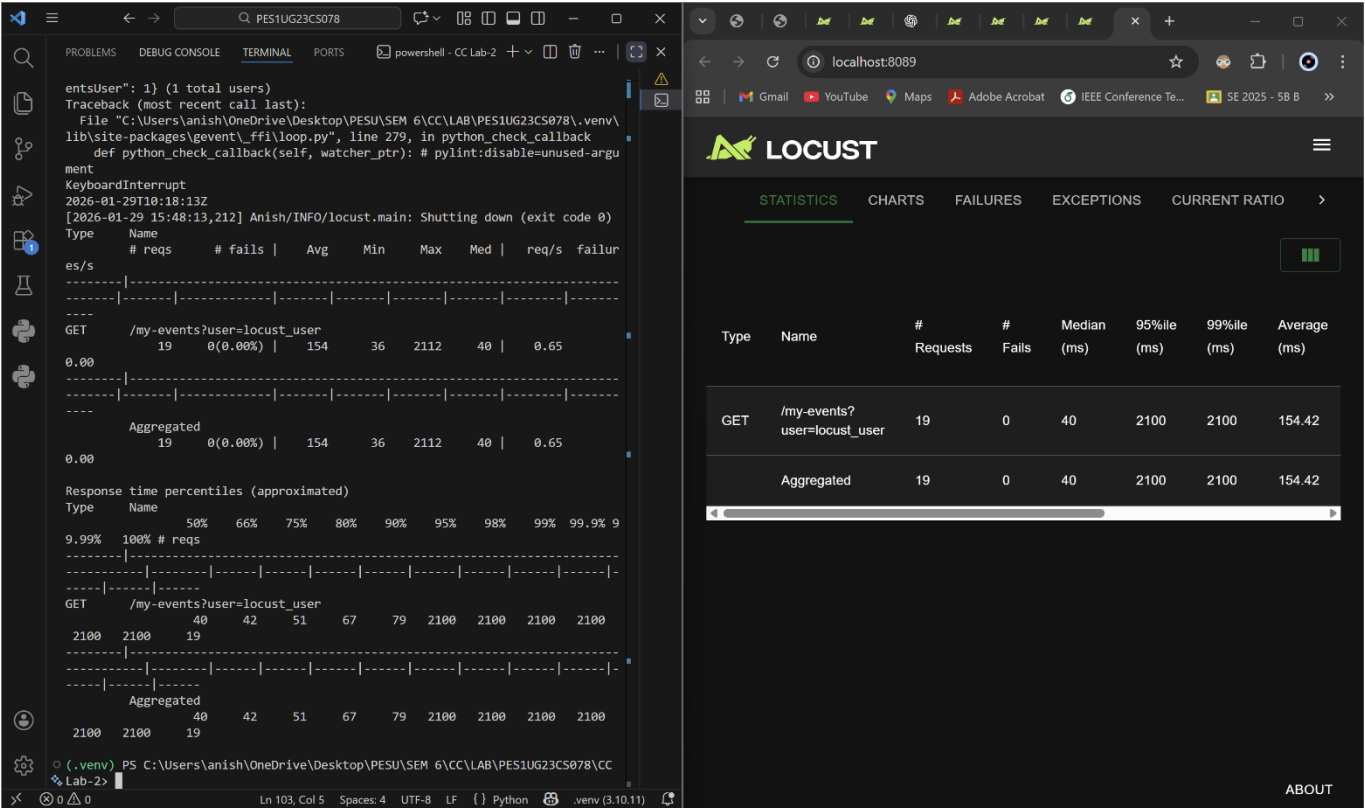 PES1UG23CS078
PROBLEMS DEBUG CONSOLE TERMINAL PORTS powershell - CC Lab-2
entsUser": 1} (1 total users)
Traceback (most recent call last):
File "C:\Users\anish\OneDrive\Desktop\PESU\SEM 6\CC\LAB\PES1UG23CS078\.venv\
lib\site-packages\gevent\_ffi\loop.py", line 279, in python_check_callback
def python_check_callback(self, watcher_ptr): # pylint:disable=unused-argu
ment
KeyboardInterrupt
2026-01-29T10:18:13Z
[2026-01-29 15:48:13,212] Anish/INFO/locust.main: Shutting down (exit code 0)
Type Name
# reqs # fails | Avg Min Max Med | req/s failur
es/s
--------|---------------------------------------------------------------------
-------|-------|-------------|-------|-------|-------|-------|--------|-------
----
GET /my-events?user=locust_user
19 0(0.00%) | 154 36 2112 40 | 0.65
0.00
--------|---------------------------------------------------------------------
-------|-------|-------------|-------|-------|-------|-------|--------|-------
----
Aggregated
19 0(0.00%) | 154 36 2112 40 | 0.65
0.00
Response time percentiles (approximated)
Type Name
50% 66% 75% 80% 90% 95% 98% 99% 99.9% 9
9.99% 100% # reqs
--------|---------------------------------------------------------------------
-----------|--------|------|------|------|------|------|------|------|------|-
-----|------|------
GET /my-events?user=locust_user
40 42 51 67 79 2100 2100 2100 2100
2100 2100 19
--------|---------------------------------------------------------------------
-----------|--------|------|------|------|------|------|------|------|------|-
-----|------|------
Aggregated
40 42 51 67 79 2100 2100 2100 2100
2100 2100 19
(.venv) PS C:\Users\anish\OneDrive\Desktop\PESU\SEM 6\CC\LAB\PES1UG23CS078\CC
Lab-2>
1
0 0 Ln 103, Col 5 Spaces: 4 UTF-8 LF { } Python .venv (3.10.11)
localhost:8089
Gmail YouTube Maps Adobe Acrobat IEEE Conference Te... SE 2025 - 5B B »
LOCUST
STATISTICS CHARTS FAILURES EXCEPTIONS CURRENT RATIO
Type Name # Requests # Fails Median (ms) 95%ile (ms) 99%ile (ms) Average (ms)
GET /my-events? user=locust_user 19 0 40 2100 2100 154.42
Aggregated 19 0 40 2100 2100 154.42
ABOUT